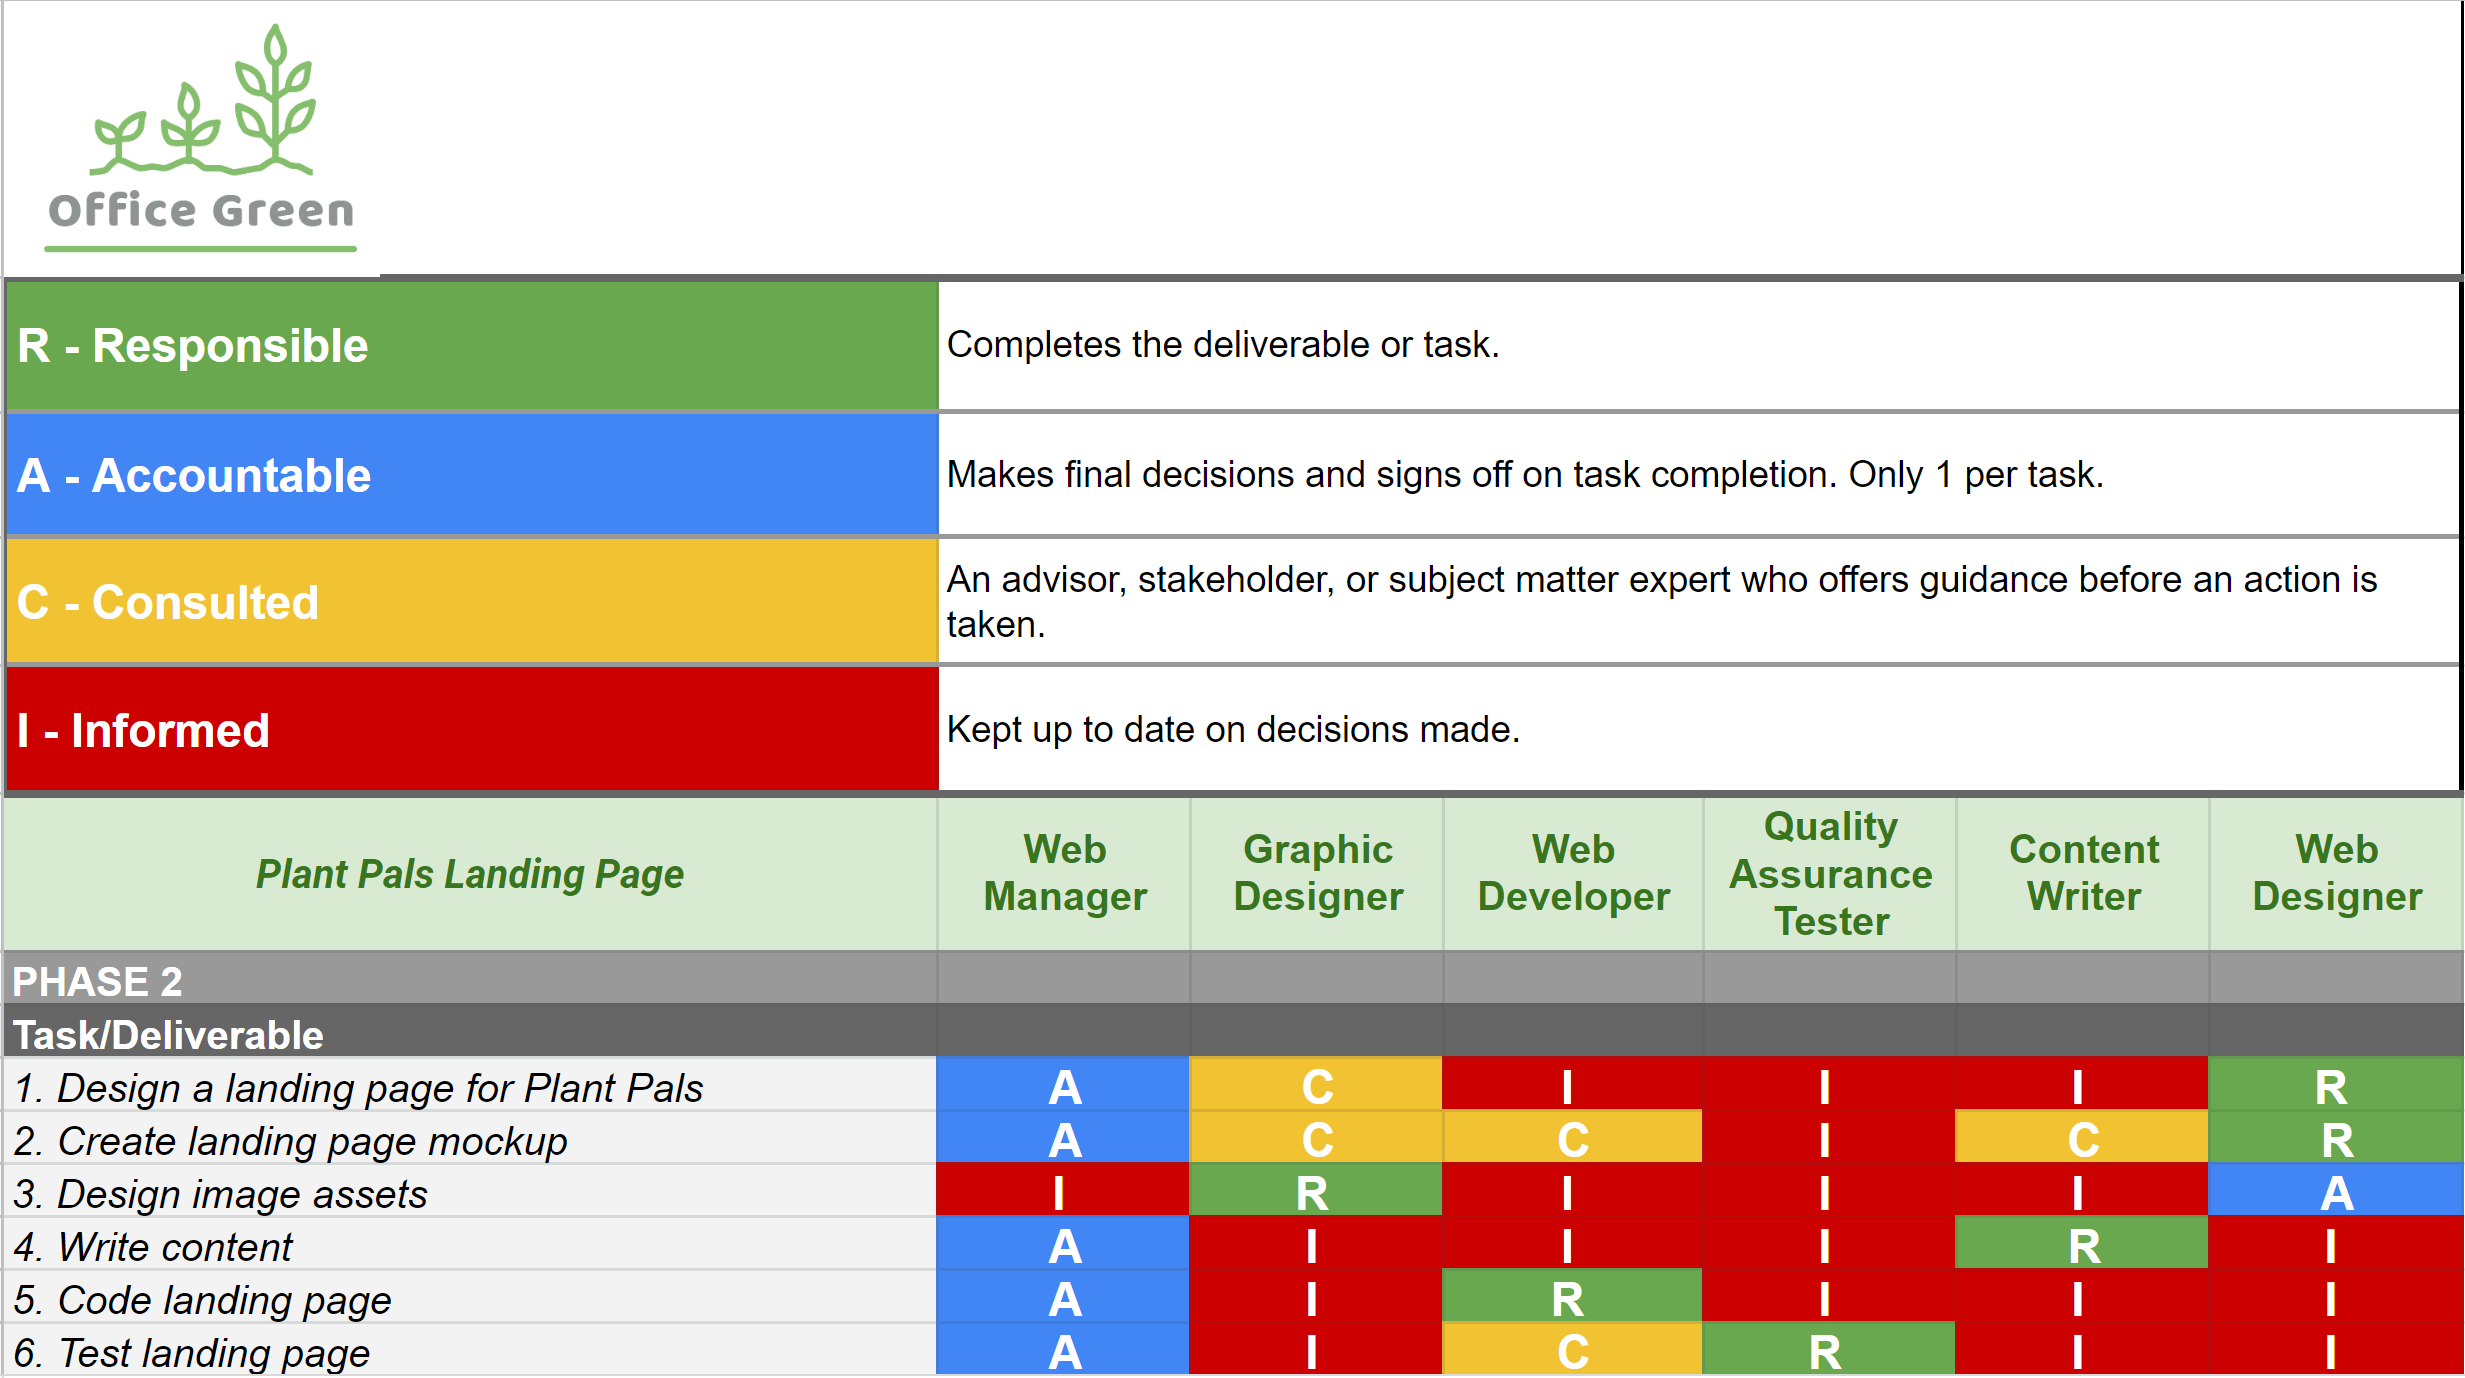 Office Green
R - Responsible
Completes the deliverable or task.
A - Accountable
Makes final decisions and signs off on task completion. Only 1 per task.
C - Consulted
An advisor, stakeholder, or subject matter expert who offers guidance before an action is
taken.
I - Informed
Kept up to date on decisions made.
Plant Pals Landing Page
Web
Manager
Graphic
Designer
Web
Developer
Quality
Assurance
Tester
Content
Writer
Web
Designer
PHASE 2
Task/Deliverable
1. Design a landing page for Plant Pals A C I I I R
2. Create landing page mockup A C C I C R
3. Design image assets I R I I I A
4. Write content A I I I R I
5. Code landing page A I R I I I
6. Test landing page A I C R I I